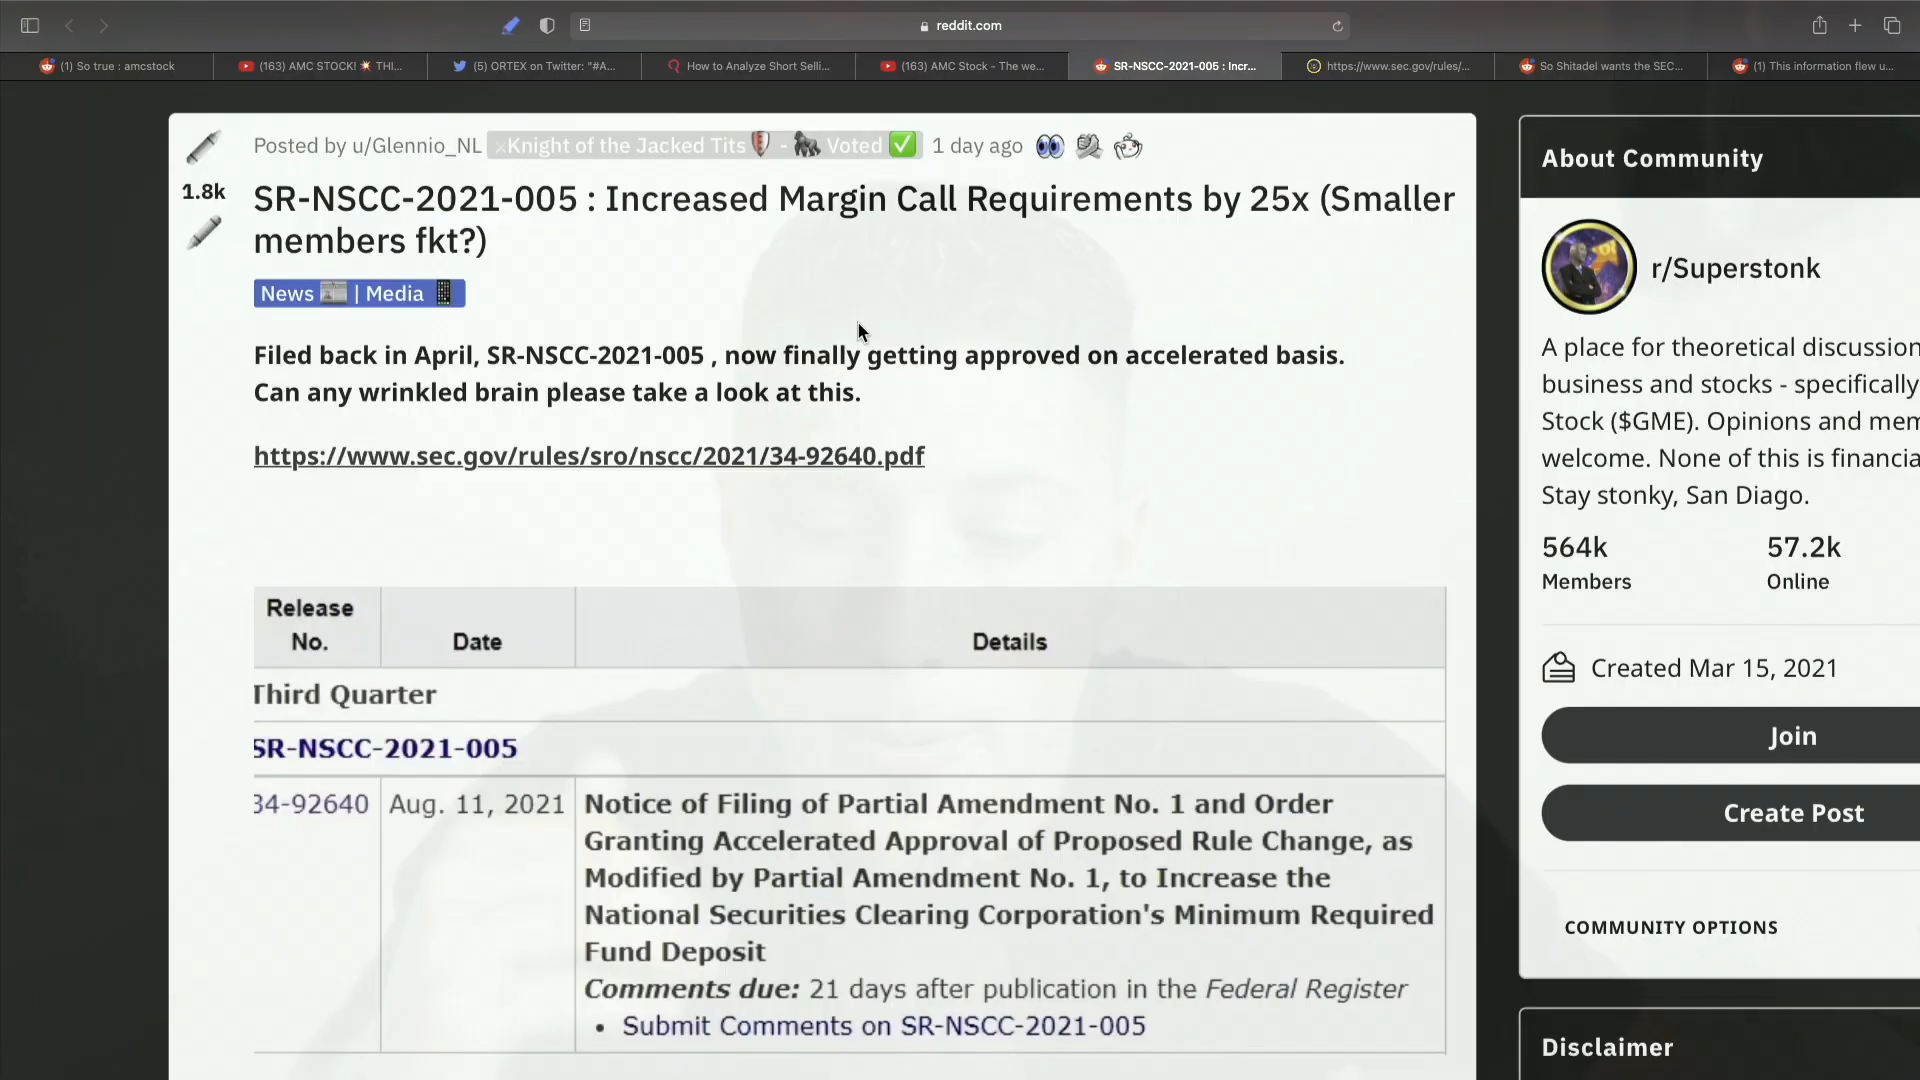 reddit.com
(1) So true : amcstock
(163) AMC STOCK! 💥 THI...
(5) ORTEX on Twitter: "#A...
How to Analyze Short Selli...
(163) AMC Stock - The we...
SR-NSCC-2021-005 : Incr...
https://www.sec.gov/rules/...
So Shitadel wants the SEC...
(1) This information flew u...
Posted by u/Glennio_NL ⚔Knight of the Jacked Tits🛡 - 🦍 Voted ✅ 1 day ago
1.8k
SR-NSCC-2021-005 : Increased Margin Call Requirements by 25x (Smaller
members fkt?)
News 📰 | Media 📱
Filed back in April, SR-NSCC-2021-005 , now finally getting approved on accelerated basis.
Can any wrinkled brain please take a look at this.
https://www.sec.gov/rules/sro/nscc/2021/34-92640.pdf
Release
No.
Date
Details
Third Quarter
SR-NSCC-2021-005
34-92640
Aug. 11, 2021
Notice of Filing of Partial Amendment No. 1 and Order
Granting Accelerated Approval of Proposed Rule Change, as
Modified by Partial Amendment No. 1, to Increase the
National Securities Clearing Corporation's Minimum Required
Fund Deposit
Comments due: 21 days after publication in the Federal Register
• Submit Comments on SR-NSCC-2021-005
About Community
r/Superstonk
A place for theoretical discussion
business and stocks - specifically
Stock ($GME). Opinions and mem
welcome. None of this is financia
Stay stonky, San Diago.
564k
Members
57.2k
Online
Created Mar 15, 2021
Join
Create Post
COMMUNITY OPTIONS
Disclaimer